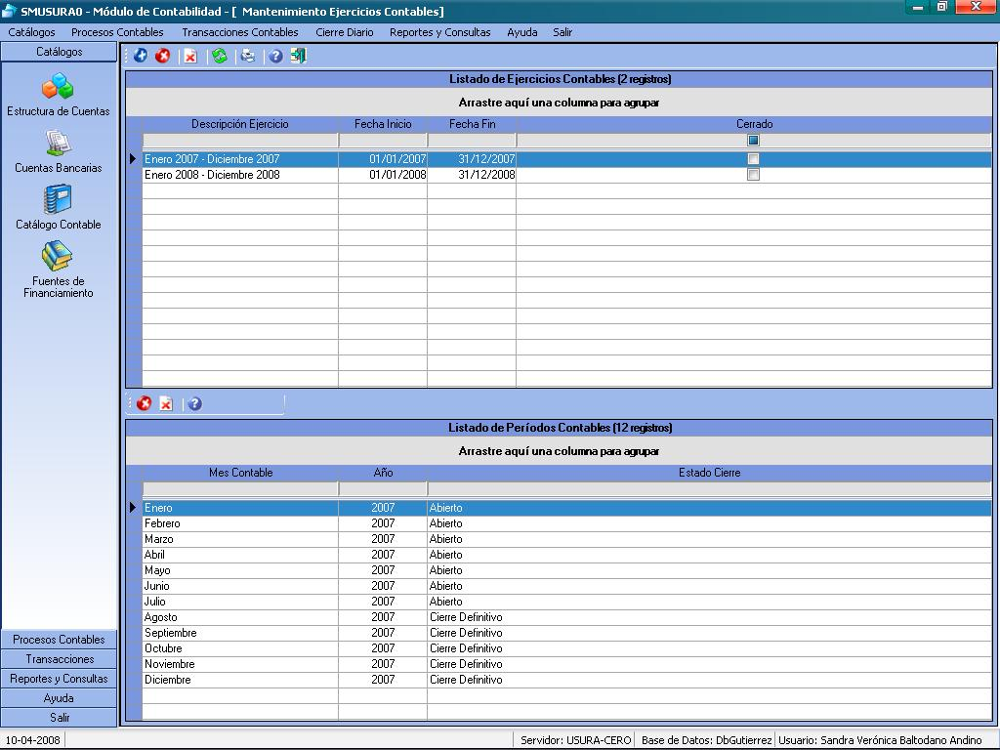 SMUSURA0 - Módulo de Contabilidad - [ Mantenimiento Ejercicios Contables]
Catálogos Procesos Contables Transacciones Contables Cierre Diario Reportes y Consultas Ayuda Salir
Catálogos
Estructura de Cuentas
Cuentas Bancarias
Catálogo Contable
Fuentes de
Financiamiento
Procesos Contables
Transacciones
Reportes y Consultas
Ayuda
Salir
Listado de Ejercicios Contables (2 registros)
Arrastre aquí una columna para agrupar
Descripción Ejercicio Fecha Inicio Fecha Fin Cerrado
Enero 2007 - Diciembre 2007 01/01/2007 31/12/2007
Enero 2008 - Diciembre 2008 01/01/2008 31/12/2008
Listado de Períodos Contables (12 registros)
Arrastre aquí una columna para agrupar
Mes Contable Año Estado Cierre
Enero 2007 Abierto
Febrero 2007 Abierto
Marzo 2007 Abierto
Abril 2007 Abierto
Mayo 2007 Abierto
Junio 2007 Abierto
Julio 2007 Abierto
Agosto 2007 Cierre Definitivo
Septiembre 2007 Cierre Definitivo
Octubre 2007 Cierre Definitivo
Noviembre 2007 Cierre Definitivo
Diciembre 2007 Cierre Definitivo
10-04-2008 Servidor: USURA-CERO Base de Datos: DbGutierrez Usuario: Sandra Verónica Baltodano Andino